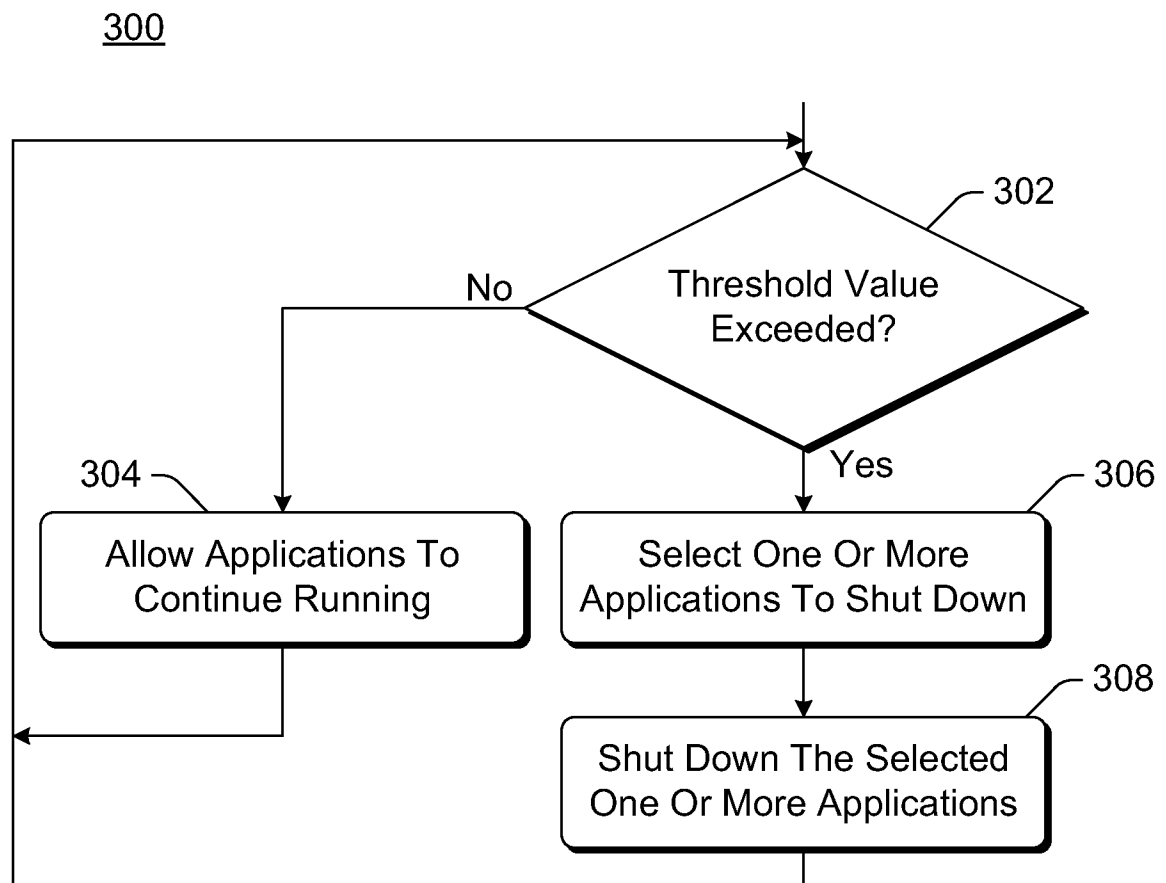 300
302
Threshold Value
Exceeded?
No
Yes
304
Allow Applications To
Continue Running
306
Select One Or More
Applications To Shut Down
308
Shut Down The Selected
One Or More Applications